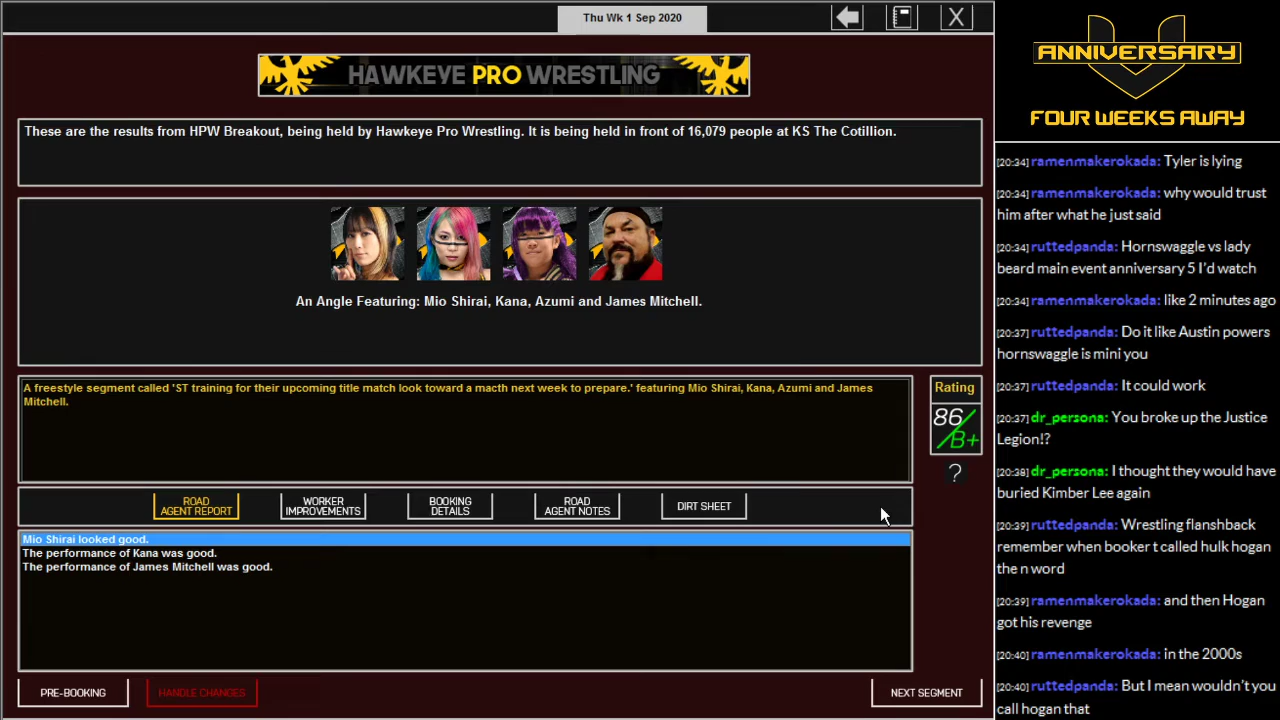 Thu Wk 1 Sep 2020
X
HAWKEYE PRO WRESTLING
These are the results from HPW Breakout, being held by Hawkeye Pro Wrestling. It is being held in front of 16,079 people at KS The Cotillion.
An Angle Featuring: Mio Shirai, Kana, Azumi and James Mitchell.
A freestyle segment called 'ST training for their upcoming title match look toward a macth next week to prepare.' featuring Mio Shirai, Kana, Azumi and James
Mitchell.
Rating
86/B+
?
ROAD
AGENT REPORT
WORKER
IMPROVEMENTS
BOOKING
DETAILS
ROAD
AGENT NOTES
DIRT SHEET
Mio Shirai looked good.
The performance of Kana was good.
The performance of James Mitchell was good.
PRE-BOOKING
HANDLE CHANGES
NEXT SEGMENT
ANNIVERSARY
FOUR WEEKS AWAY
[20:34] ramenmakerokada: Tyler is lying
[20:34] ramenmakerokada: why would trust
him after what he just said
[20:34] ruttedpanda: Hornswaggle vs lady
beard main event anniversary 5 I'd watch
[20:34] ramenmakerokada: like 2 minutes ago
[20:37] ruttedpanda: Do it like Austin powers
hornswaggle is mini you
[20:37] ruttedpanda: It could work
[20:37] dr_persona: You broke up the Justice
Legion!?
[20:38] dr_persona: I thought they would have
buried Kimber Lee again
[20:39] ruttedpanda: Wrestling flanshback
remember when booker t called hulk hogan
the n word
[20:39] ramenmakerokada: and then Hogan
got his revenge
[20:40] ramenmakerokada: in the 2000s
[20:40] ruttedpanda: But I mean wouldn't you
call hogan that